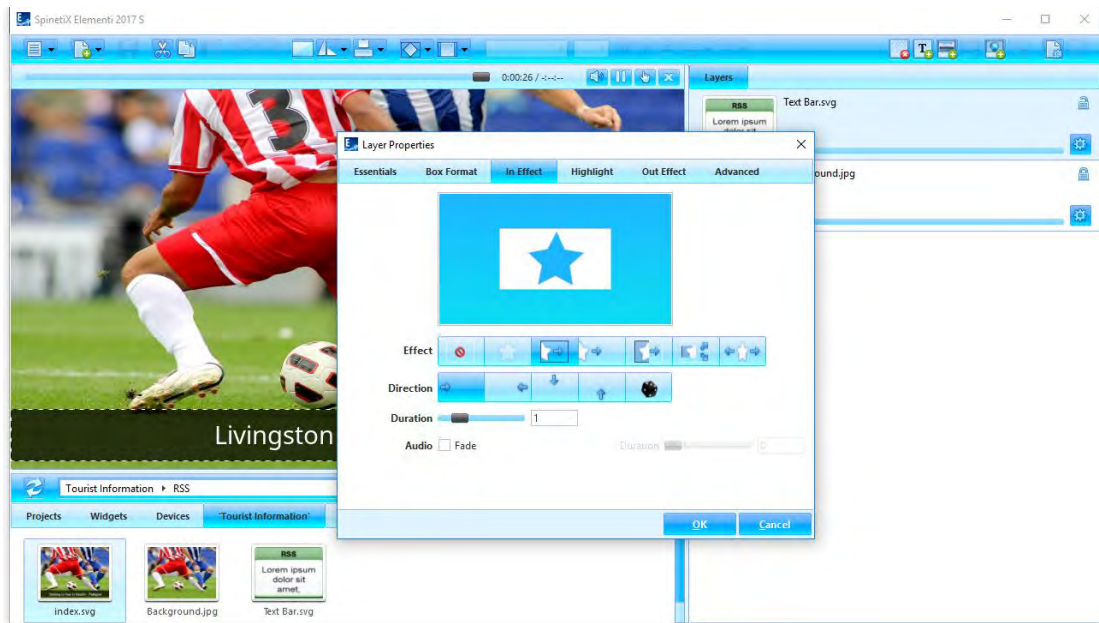 SpinetiX Elementi 2017 S
0:00:26 / -:--:--
Layers
RSS
Lorem ipsum
Text Bar.svg
ound.jpg
Layer Properties
Essentials Box Format In Effect Highlight Out Effect Advanced
Effect
Direction
Duration 1
Audio Fade Duration 0
OK Cancel
Livingston
Tourist Information ▸ RSS
Projects Widgets Devices 'Tourist Information'
RSS
Lorem ipsum
dolor sit
amet,
index.svg Background.jpg Text Bar.svg